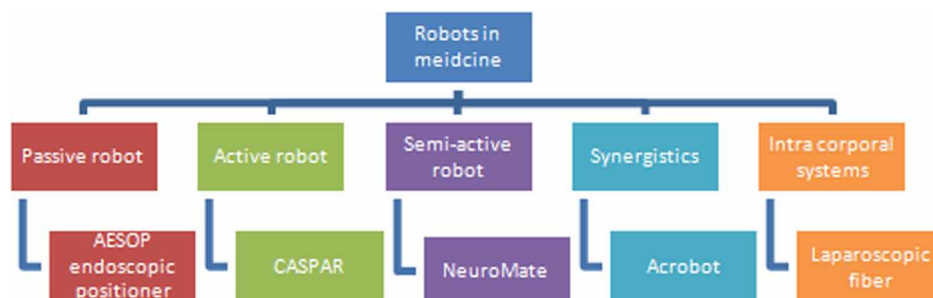 Robots in
meidcine
Passive robot
Active robot
Semi-active
robot
Synergistics
Intra corporal
systems
AESOP
endoscopic
positioner
CASPAR
NeuroMate
Acrobot
Laparoscopic
fiber